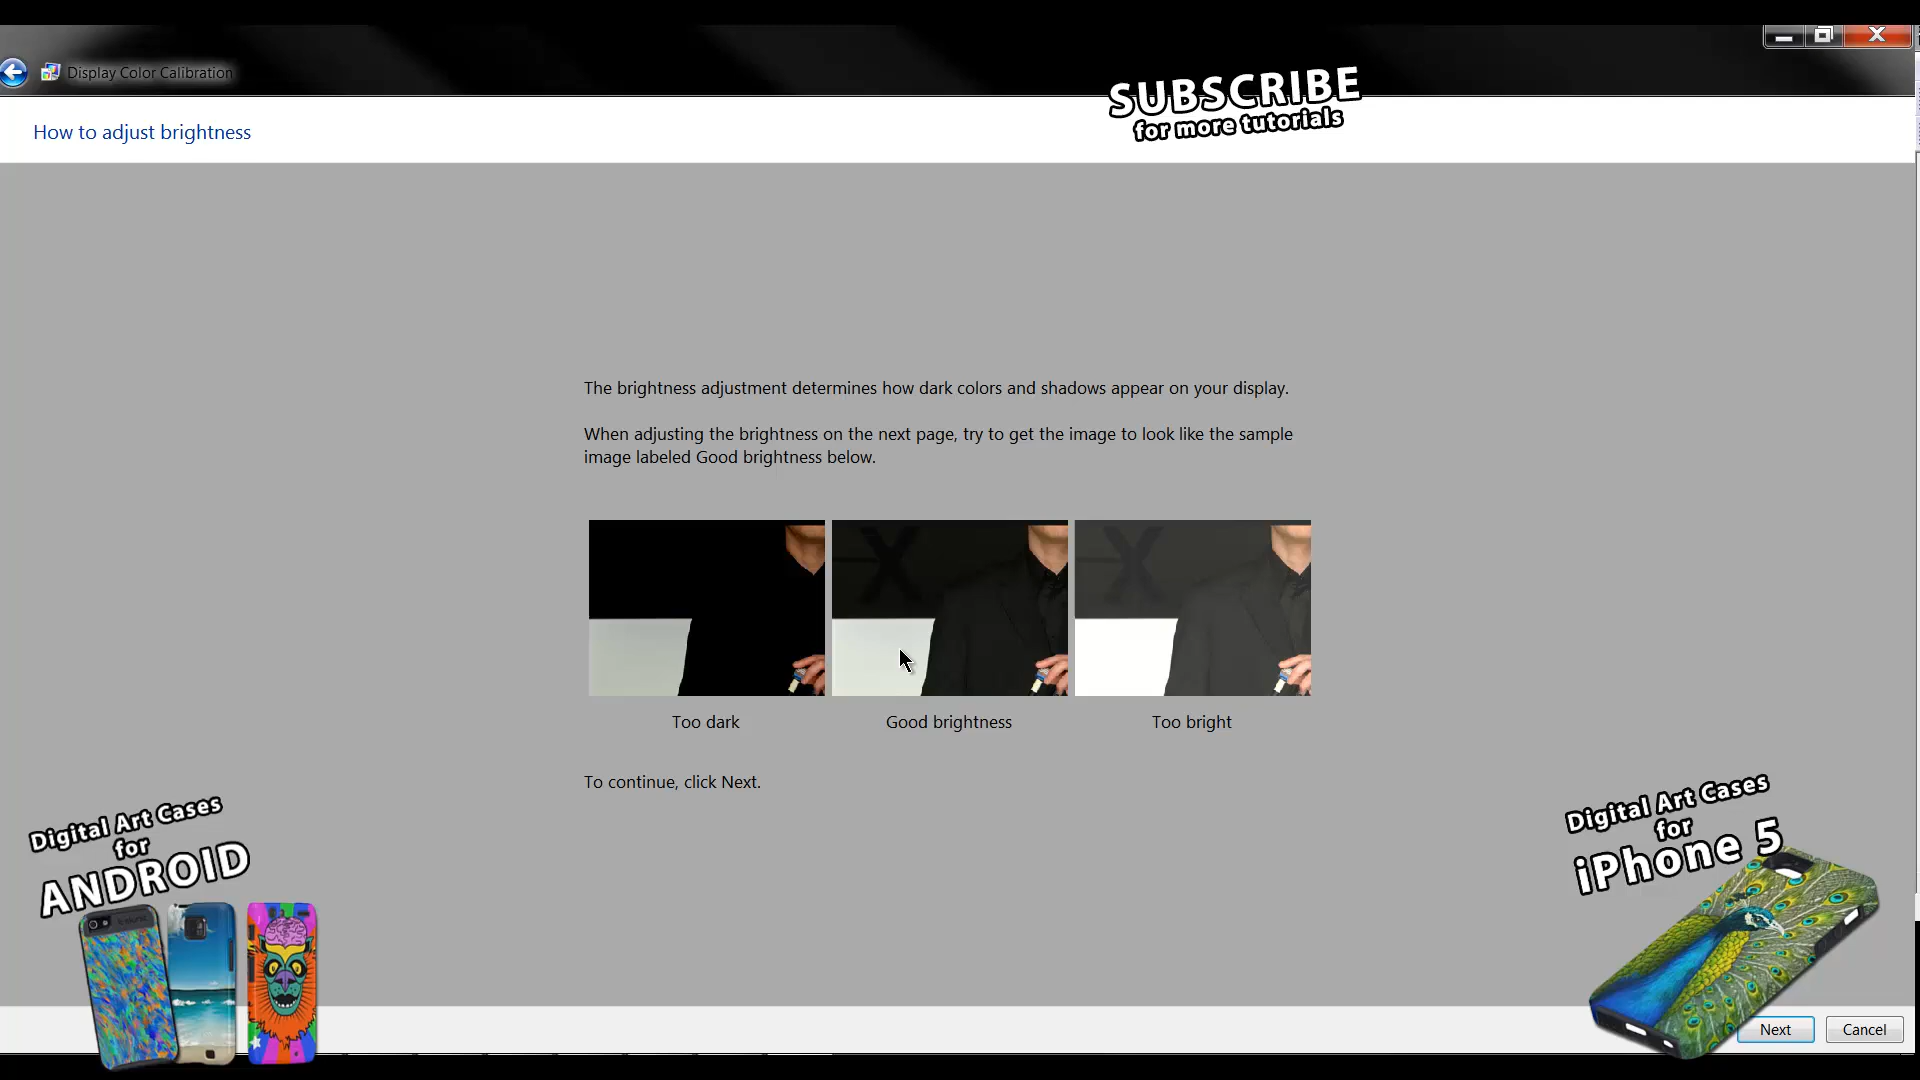 Display Color Calibration
SUBSCRIBE
for more tutorials
How to adjust brightness
The brightness adjustment determines how dark colors and shadows appear on your display.
When adjusting the brightness on the next page, try to get the image to look like the sample
image labeled Good brightness below.
X
X
Too dark
Good brightness
Too bright
To continue, click Next.
Digital Art Cases
for
ANDROID
Digital Art Cases
for
iPhone 5
Next
Cancel